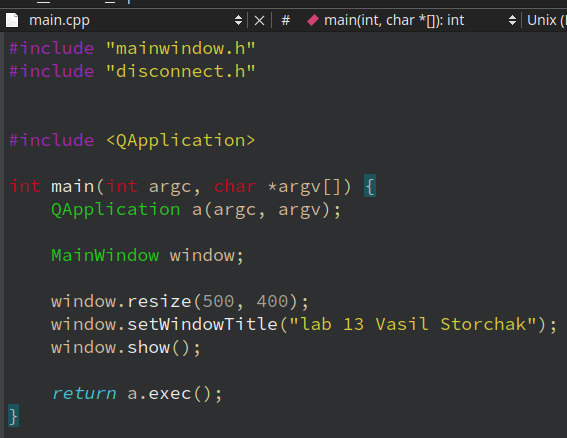 main.cpp # main(int, char *[]): int Unix
#include "mainwindow.h"
#include "disconnect.h"
#include <QApplication>
int main(int argc, char *argv[]) {
QApplication a(argc, argv);
MainWindow window;
window.resize(500, 400);
window.setWindowTitle("lab 13 Vasil Storchak");
window.show();
return a.exec();
}